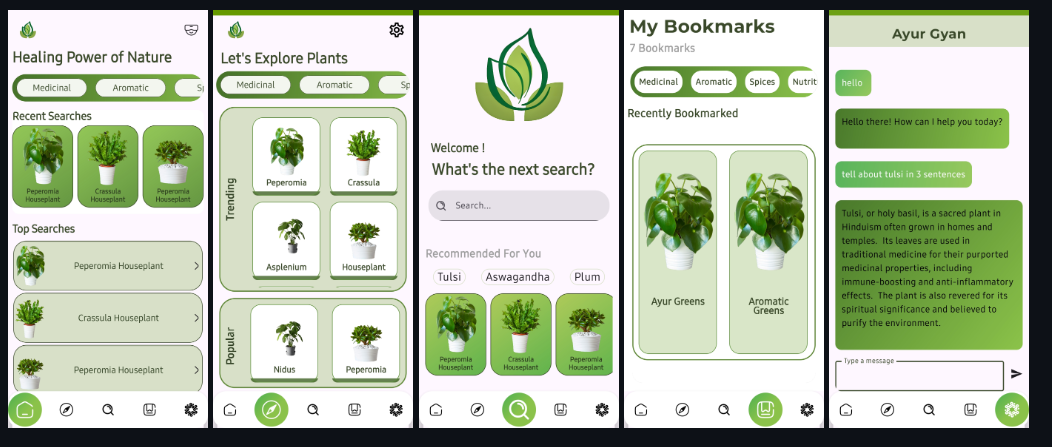 Healing Power of Nature
Medicinal
Aromatic
Sp
Recent Searches
Peperomia
Houseplant
Crassula
Houseplant
Peperomia
Houseplant
Top Searches
Peperomia Houseplant
Crassula Houseplant
Peperomia Houseplant
Let's Explore Plants
Medicinal
Aromatic
Sp
Trending
Peperomia
Crassula
Asplenium
Houseplant
Popular
Nidus
Peperomia
Welcome !
What's the next search?
Search...
Recommended For You
Tulsi
Aswagandha
Plum
Peperomia
Houseplant
Crassula
Houseplant
Peperomia
Houseplant
My Bookmarks
7 Bookmarks
Medicinal
Aromatic
Spices
Nutrit
Recently Bookmarked
Ayur Greens
Aromatic
Greens
Ayur Gyan
hello
Hello there! How can I help you today?
tell about tulsi in 3 sentences
Tulsi, or holy basil, is a sacred plant in
Hinduism often grown in homes and
temples. Its leaves are used in
traditional medicine for their purported
medicinal properties, including
immune-boosting and anti-inflammatory
effects. The plant is also revered for its
spiritual significance and believed to
purify the environment.
Type a message